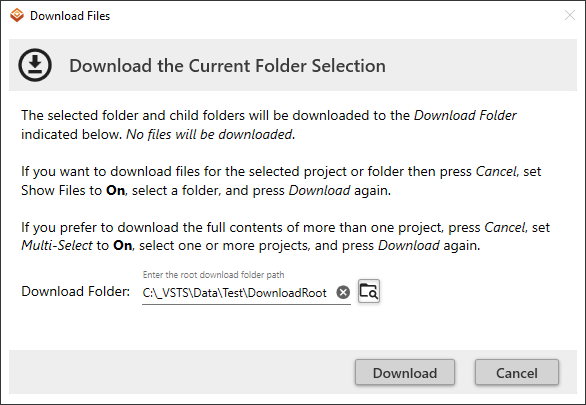 Download Files
Download the Current Folder Selection
The selected folder and child folders will be downloaded to the Download Folder
indicated below. No files will be downloaded.
If you want to download files for the selected project or folder then press Cancel, set
Show Files to On, select a folder, and press Download again.
If you prefer to download the full contents of more than one project, press Cancel, set
Multi-Select to On, select one or more projects, and press Download again.
Enter the root download folder path
Download Folder: C:\_VSTS\Data\Test\DownloadRoot
Download Cancel